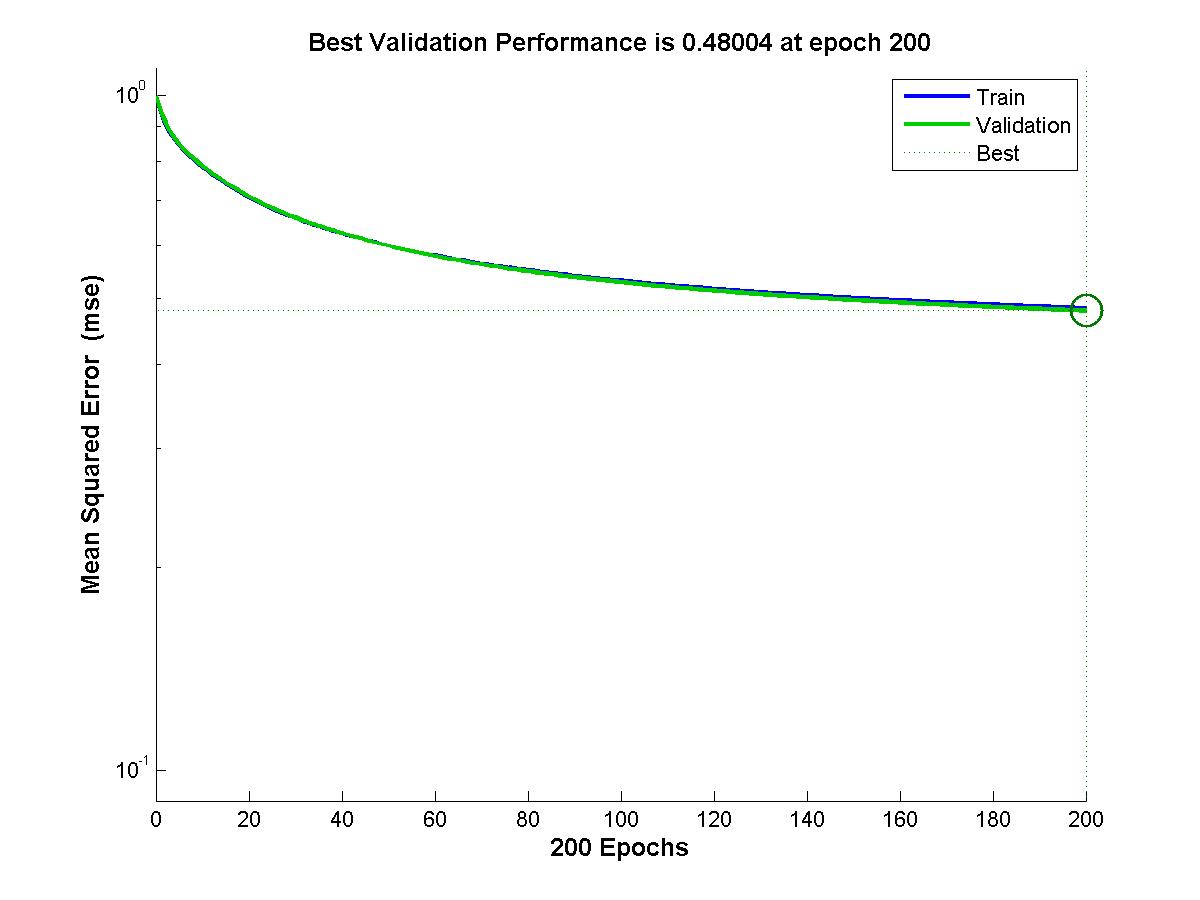 Best Validation Performance is 0.48004 at epoch 200
Train
Validation
Best
Mean Squared Error (mse)
10^0
10^-1
0 20 40 60 80 100 120 140 160 180 200
200 Epochs